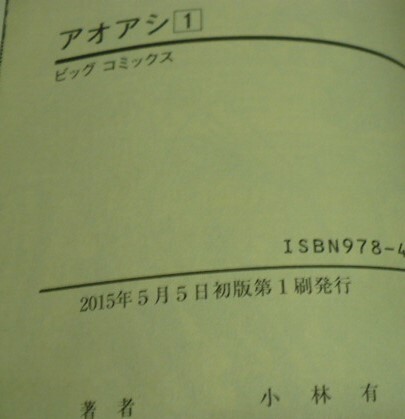 アオアシ 1
ビッグ コミックス
ISBN978-4
2015年5月5日初版第1刷発行
著者 小林有